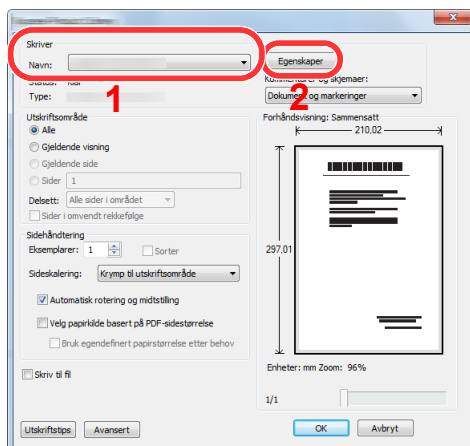 Skriver
Navn:
Egenskaper
Status: Klar
Kommentarer og skjemaer:
Type:
1
2
Dokument og markeringer
Utskriftsområde
Alle
Gjeldende visning
Gjeldende side
Sider 1
Delsett: Alle sider i området
Sider i omvendt rekkefølge
Sidehåndtering
Eksemplarer: 1 Sorter
Sideskalering: Krymp til utskriftsområde
Automatisk rotering og midtstilling
Velg papirkilde basert på PDF-sidestørrelse
Bruk egendefinert papirstørrelse etter behov
Skriv til fil
Forhåndsvisning: Sammensatt
210,02
297,01
Enheter: mm Zoom: 96%
1/1
Utskriftstips Avansert
OK Avbryt